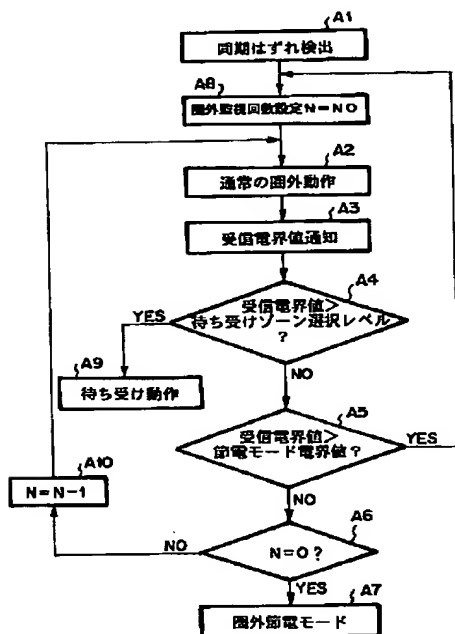 A1
同期はずれ検出
A8
圏外監視回数設定N=N0
A2
通常の圏外動作
A3
受信電界値通知
A4
受信電界値>
待ち受けゾーン選択レベル
?
YES
NO
A9
待ち受け動作
A5
受信電界値>
節電モード電界値?
YES
NO
A10
N=N-1
A6
N=0?
NO
YES
A7
圏外節電モード